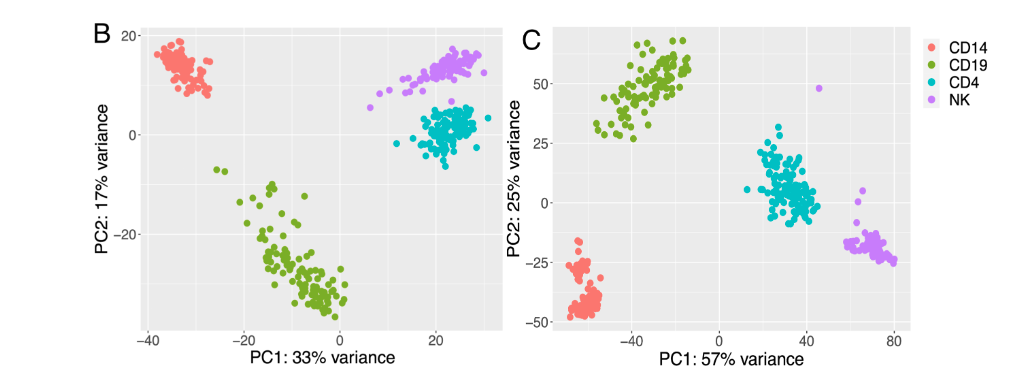 B
20
0
−20
PC2: 17% variance
−40
−20
0
20
PC1: 33% variance
C
50
25
0
−25
−50
PC2: 25% variance
−40
0
40
80
PC1: 57% variance
CD14
CD19
CD4
NK